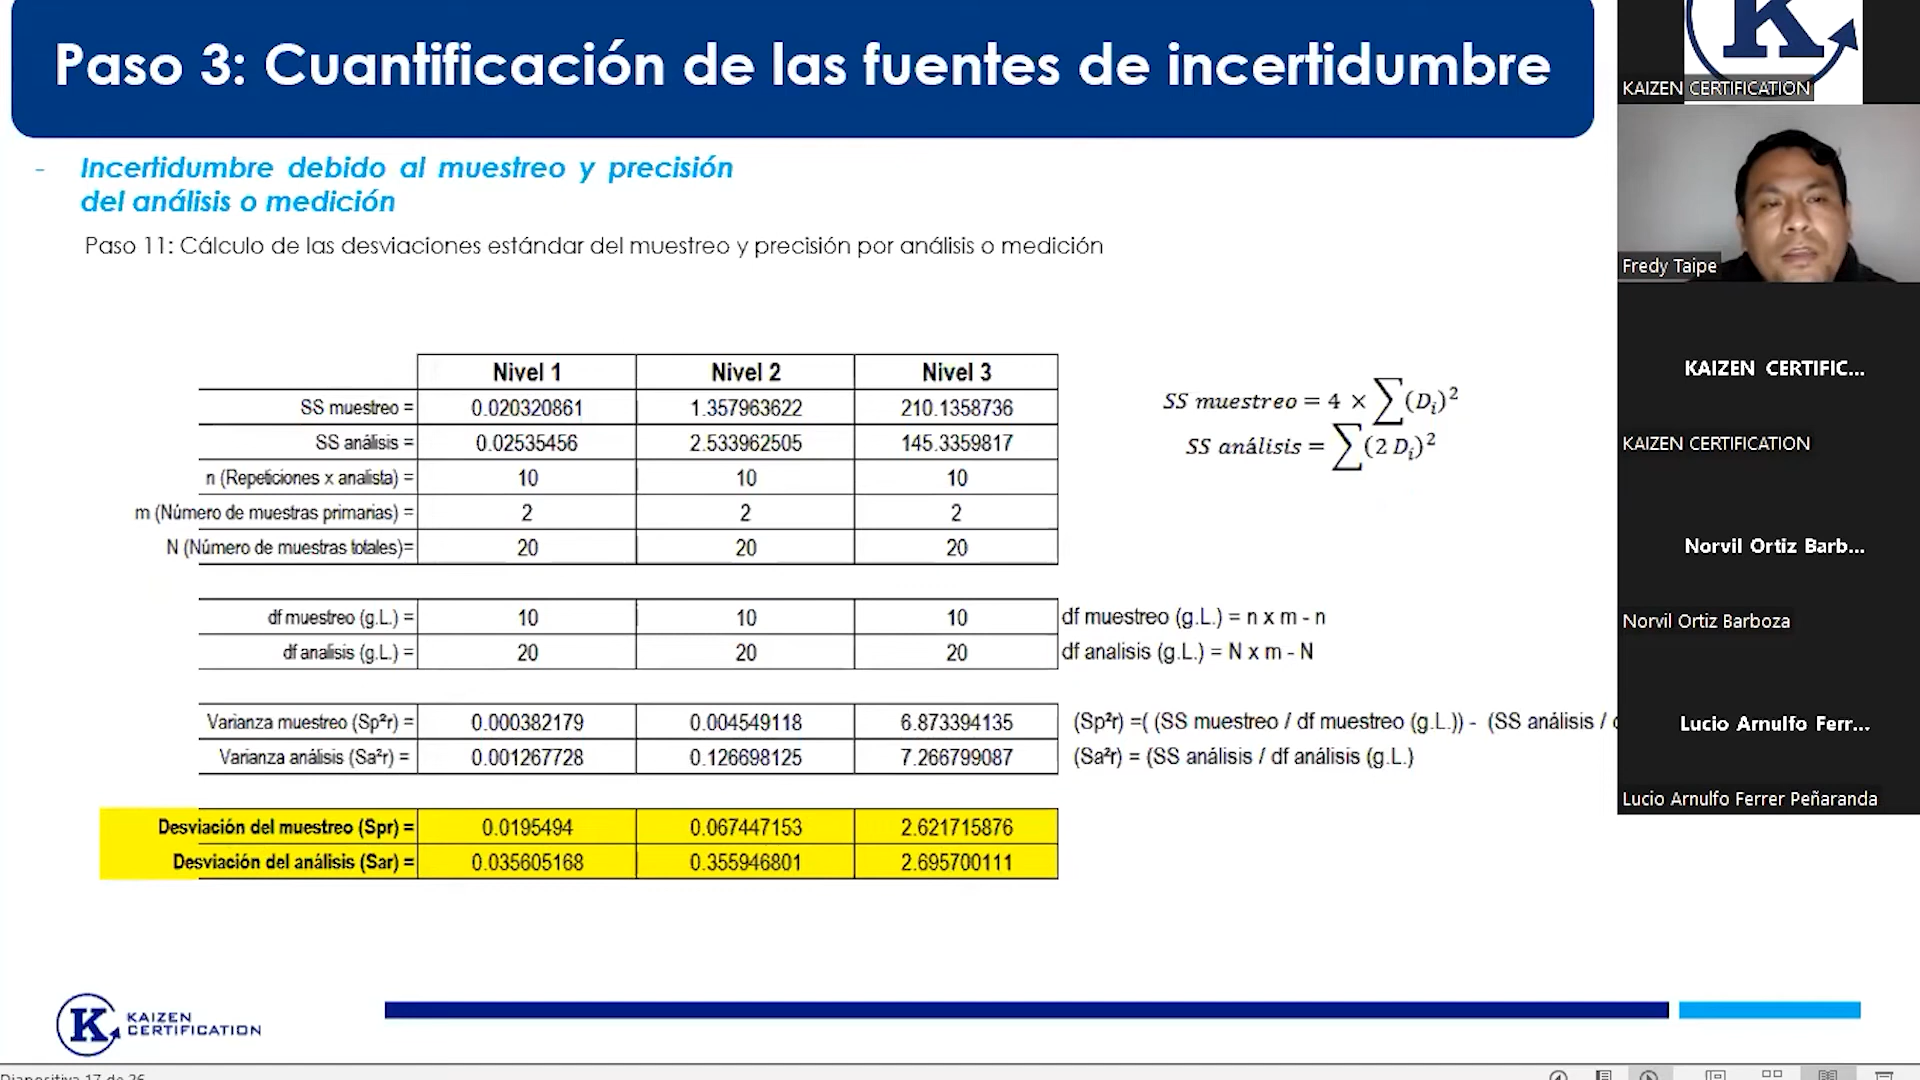 Paso 3: Cuantificación de las fuentes de incertidumbre
- Incertidumbre debido al muestreo y precisión
del análisis o medición
Paso 11: Cálculo de las desviaciones estándar del muestreo y precisión por análisis o medición
Nivel 1 Nivel 2 Nivel 3
SS muestreo = 0.020320861 1.357963622 210.1358736
SS análisis = 0.02535456 2.533962505 145.3359817
n (Repeticiones x analista) = 10 10 10
m (Número de muestras primarias) = 2 2 2
N (Número de muestras totales)= 20 20 20
SS muestreo = 4 × ∑(Dᵢ)²
SS análisis = ∑(2 Dᵢ)²
df muestreo (g.L.) = 10 10 10 df muestreo (g.L.) = n x m - n
df analisis (g.L.) = 20 20 20 df analisis (g.L.) = N x m - N
Varianza muestreo (Sp²r) = 0.000382179 0.004549118 6.873394135 (Sp²r) =( (SS muestreo / df muestreo (g.L.)) - (SS análisis /
Varianza análisis (Sa²r) = 0.001267728 0.126698125 7.266799087 (Sa²r) = (SS análisis / df análisis (g.L.)
Desviación del muestreo (Spr) = 0.0195494 0.067447153 2.621715876
Desviación del análisis (Sar) = 0.035605168 0.355946801 2.695700111
K KAIZEN
CERTIFICATION
Diapositiva 17 de 26
K
KAIZEN CERTIFICATION
Fredy Taipe
KAIZEN CERTIFIC...
KAIZEN CERTIFICATION
Norvil Ortiz Barb...
Norvil Ortiz Barboza
Lucio Arnulfo Ferr...
Lucio Arnulfo Ferrer Peñaranda